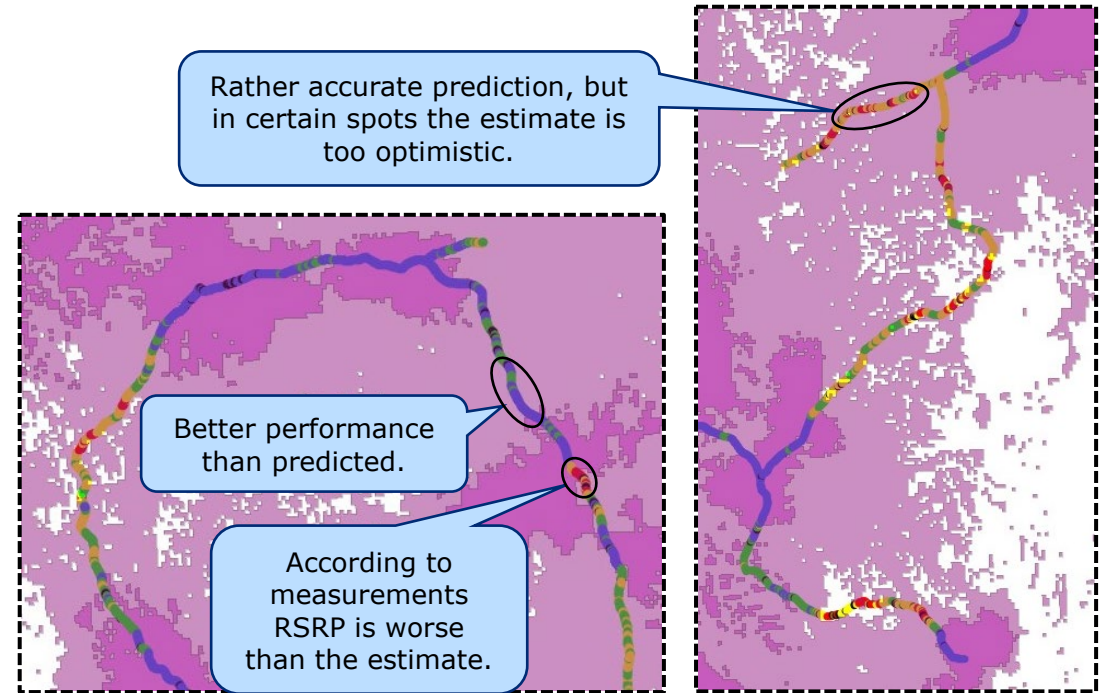 Rather accurate prediction, but
in certain spots the estimate is
too optimistic.
Better performance
than predicted.
According to
measurements
RSRP is worse
than the estimate.